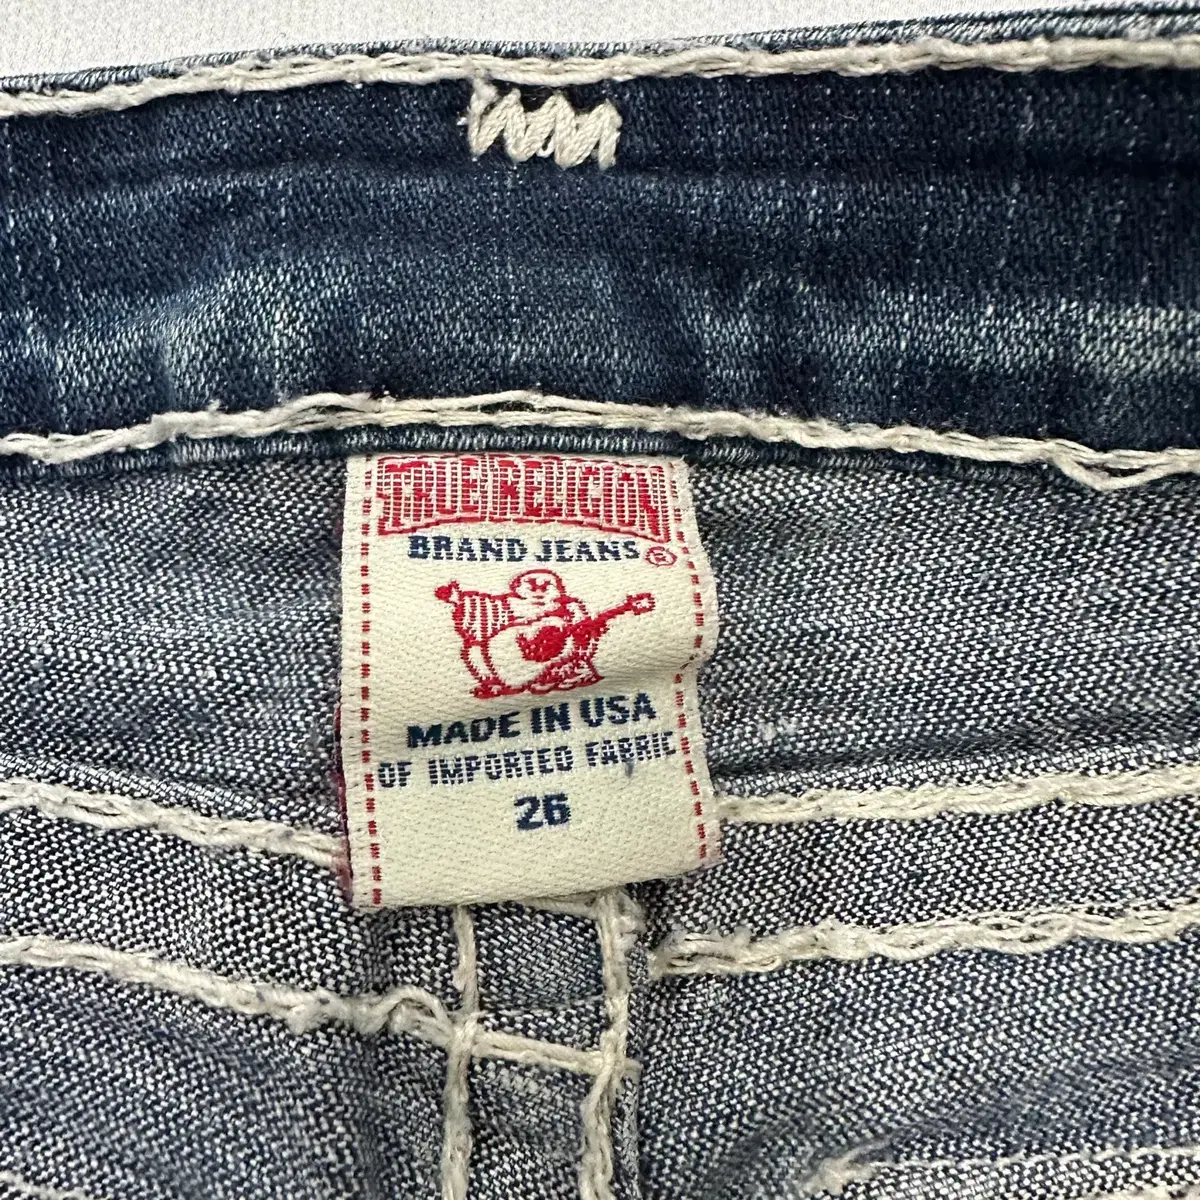 TRUE RELIGION
BRAND JEANS ®
MADE IN USA
OF IMPORTED FABRIC
26